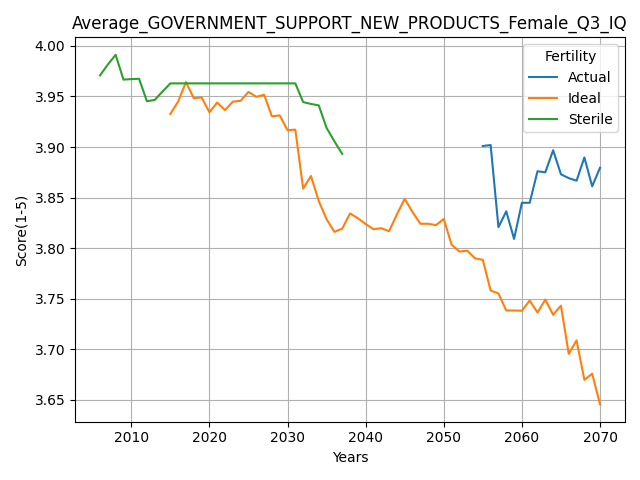 Average_GOVERNMENT_SUPPORT_NEW_PRODUCTS_Female_Q3_IQ
Fertility
Actual
Ideal
Sterile
Score(1-5)
4.00
3.95
3.90
3.85
3.80
3.75
3.70
3.65
2010 2020 2030 2040 2050 2060 2070
Years